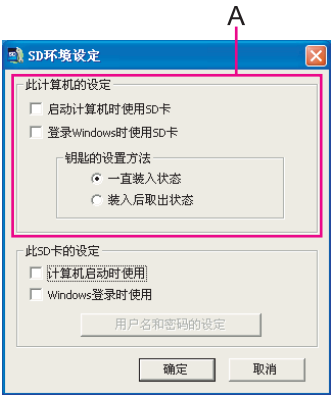 A
SD环境设定
此计算机的设定
启动计算机时使用SD卡
登录Windows时使用SD卡
钥匙的设置方法
一直装入状态
装入后取出状态
此SD卡的设定
计算机启动时使用
Windows登录时使用
用户名和密码的设定
确定
取消